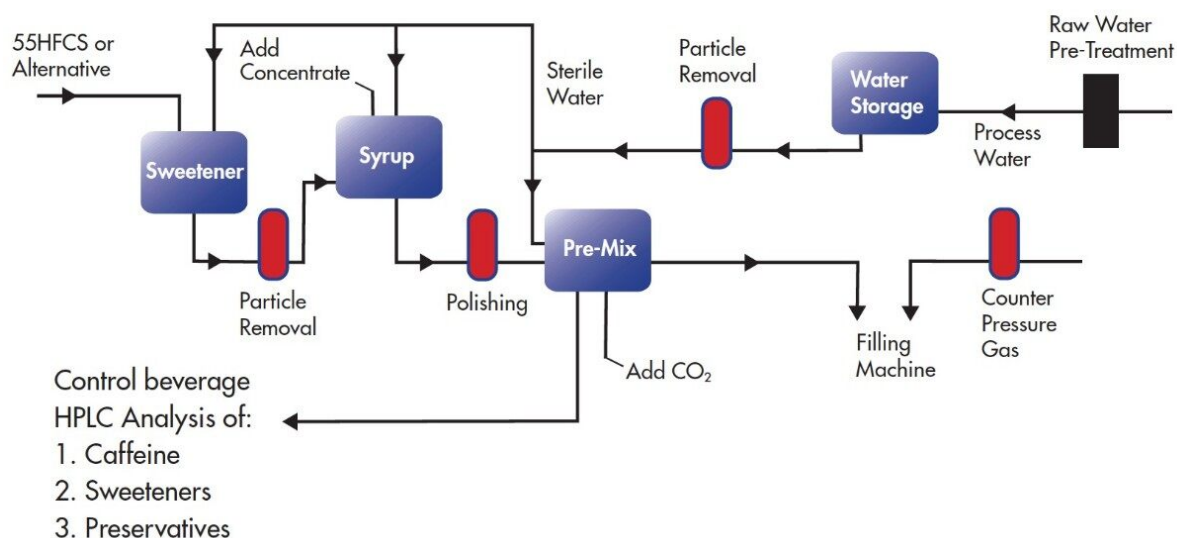 55HFCS or
Alternative
Add
Concentrate
Sterile
Water
Particle
Removal
Water
Storage
Raw Water
Pre-Treatment
Process
Water
Sweetener
Syrup
Pre-Mix
Particle
Removal
Polishing
Add CO₂
Filling
Machine
Counter
Pressure
Gas
Control beverage
HPLC Analysis of:
1. Caffeine
2. Sweeteners
3. Preservatives